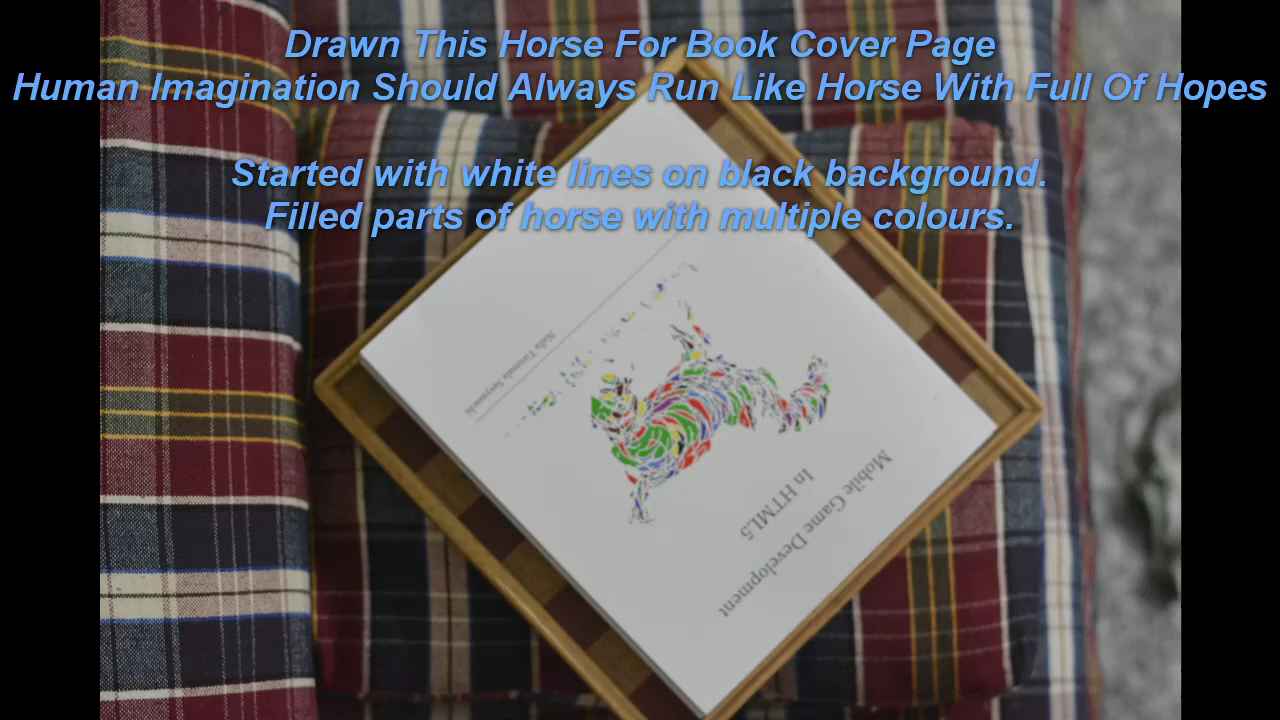 Drawn This Horse For Book Cover Page
Human Imagination Should Always Run Like Horse With Full Of Hopes
Started with white lines on black background.
Filled parts of horse with multiple colours.
Mobile Game Development
In HTML5